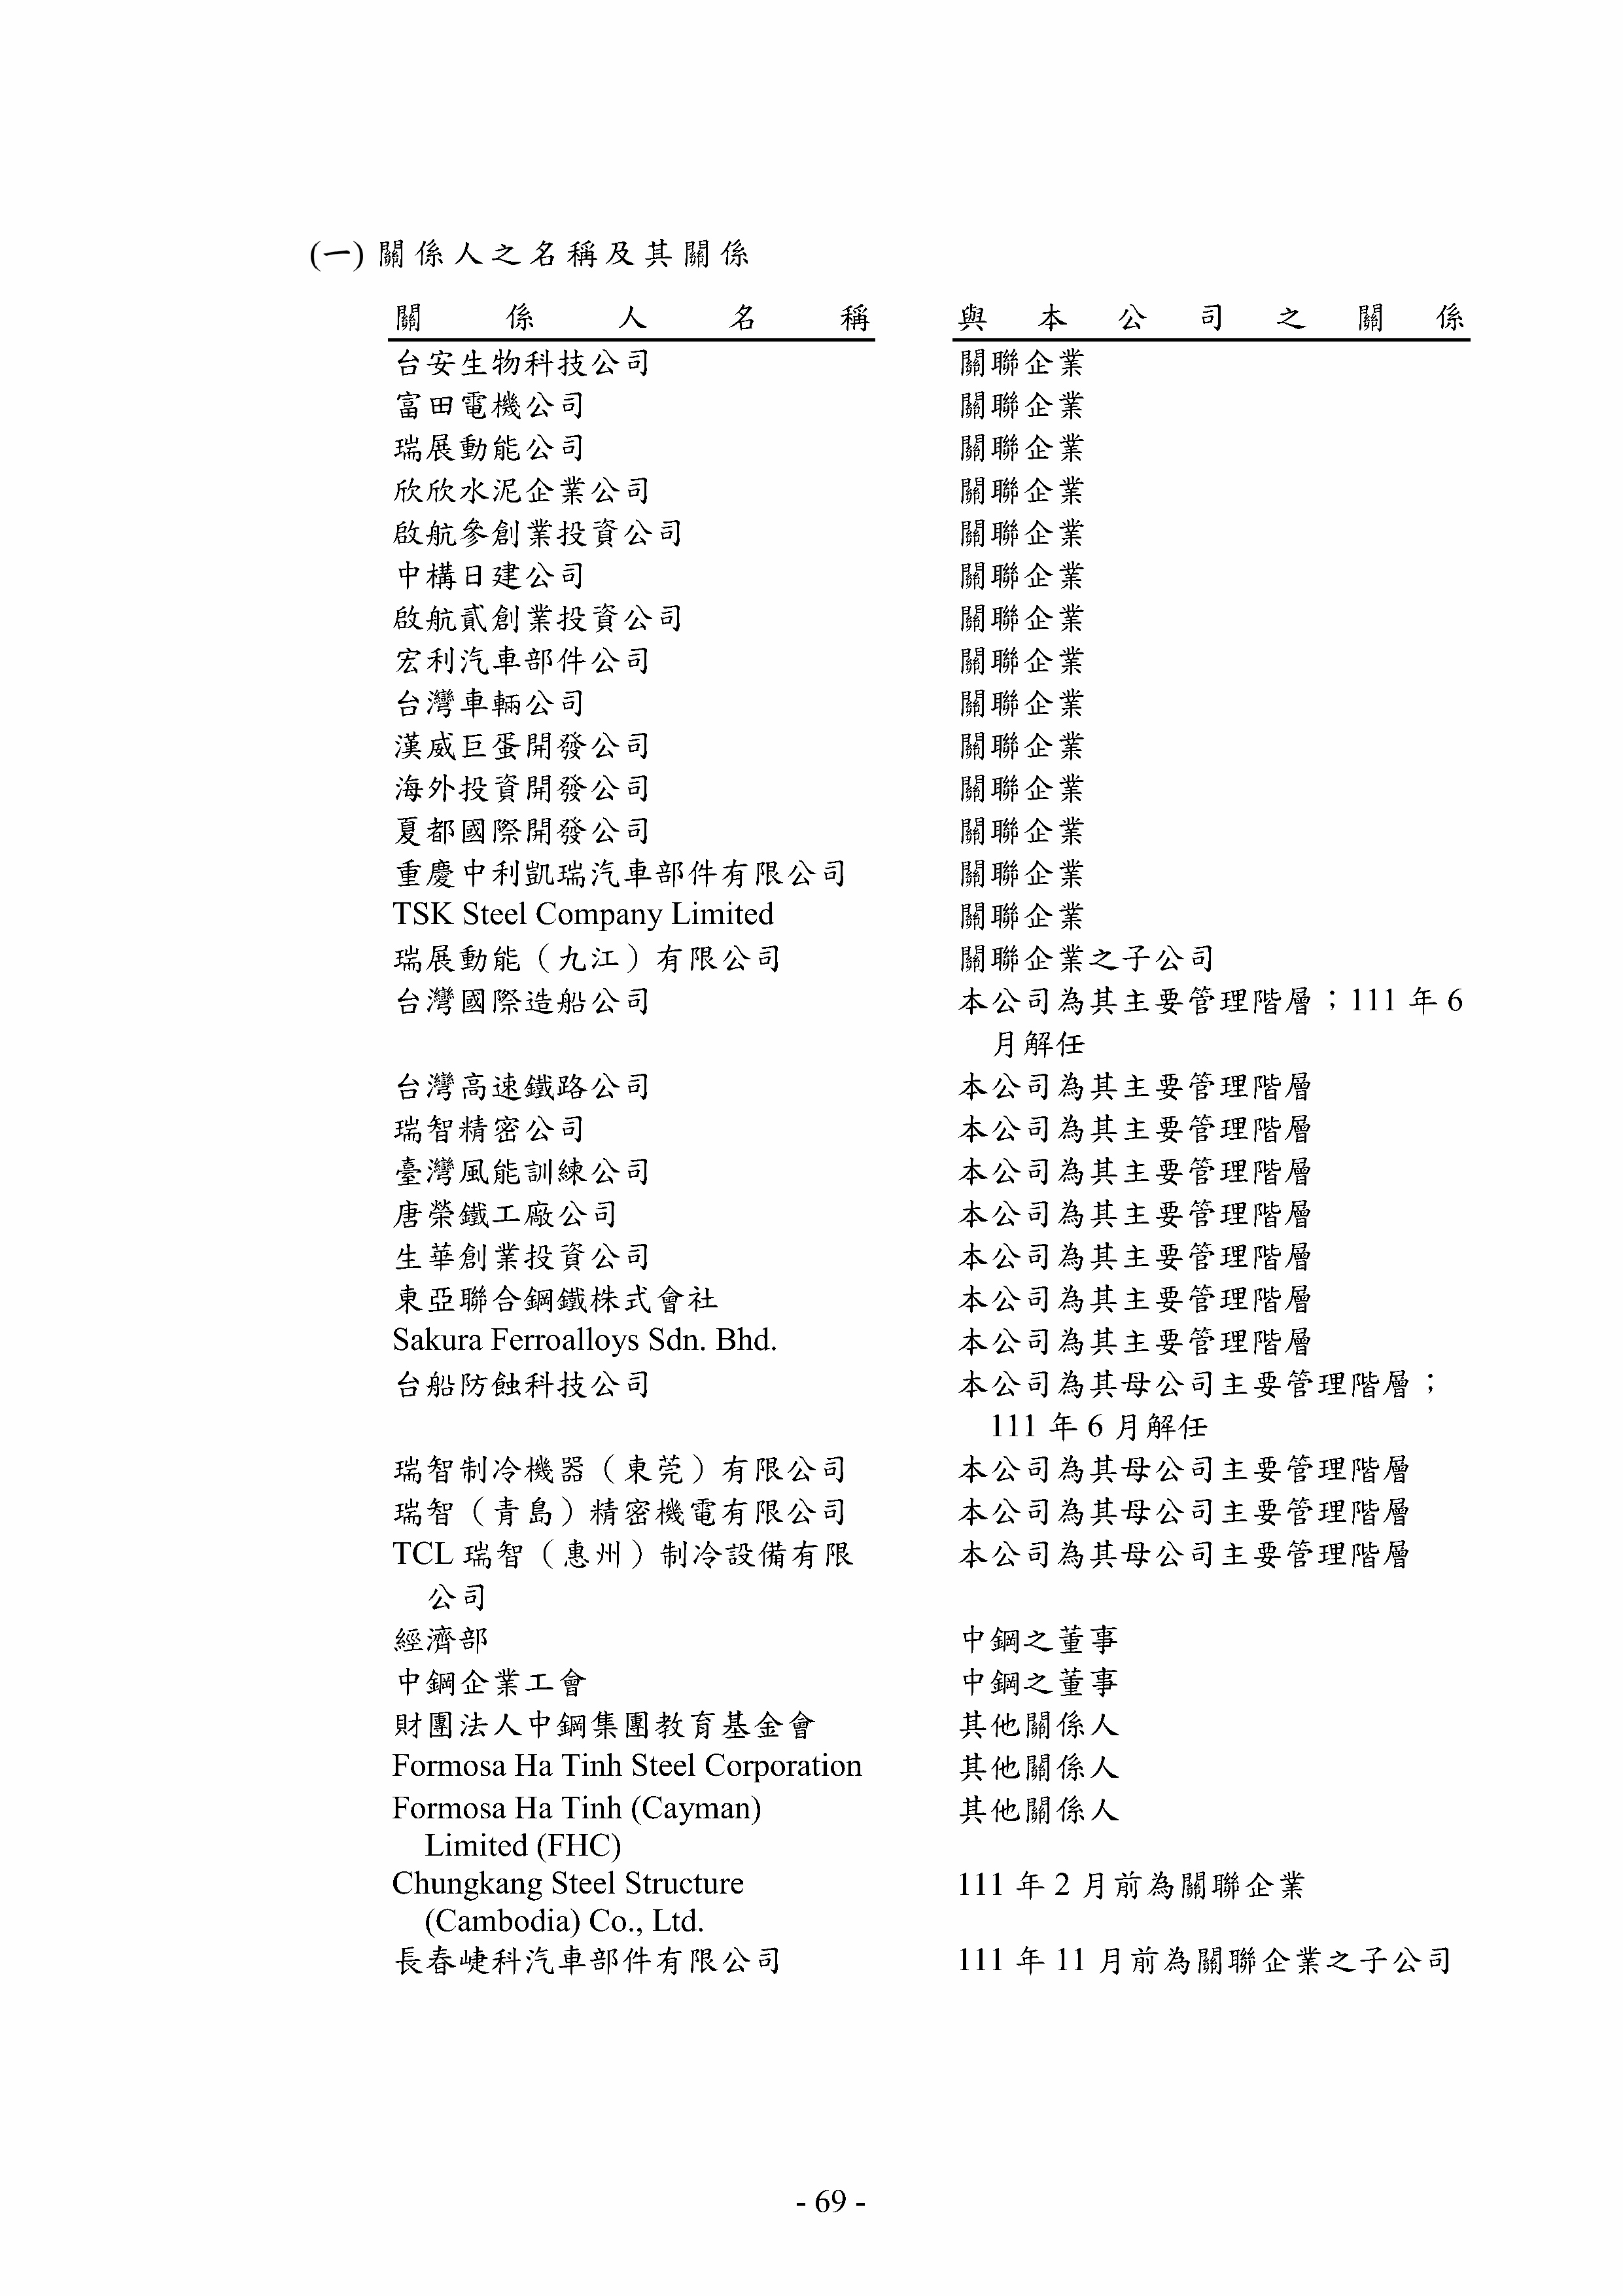 (一) 關係人之名稱及其關係
關係人名稱 與本公司之關係
台安生物科技公司 關聯企業
富田電機公司 關聯企業
瑞展動能公司 關聯企業
欣欣水泥企業公司 關聯企業
啟航參創業投資公司 關聯企業
中構日建公司 關聯企業
啟航貳創業投資公司 關聯企業
宏利汽車部件公司 關聯企業
台灣車輛公司 關聯企業
漢威巨蛋開發公司 關聯企業
海外投資開發公司 關聯企業
夏都國際開發公司 關聯企業
重慶中利凱瑞汽車部件有限公司 關聯企業
TSK Steel Company Limited 關聯企業
瑞展動能（九江）有限公司 關聯企業之子公司
台灣國際造船公司 本公司為其主要管理階層；111 年 6
月解任
台灣高速鐵路公司 本公司為其主要管理階層
瑞智精密公司 本公司為其主要管理階層
臺灣風能訓練公司 本公司為其主要管理階層
唐榮鐵工廠公司 本公司為其主要管理階層
生華創業投資公司 本公司為其主要管理階層
東亞聯合鋼鐵株式會社 本公司為其主要管理階層
Sakura Ferroalloys Sdn. Bhd. 本公司為其主要管理階層
台船防蝕科技公司 本公司為其母公司主要管理階層；
111 年 6 月解任
瑞智制冷機器（東莞）有限公司 本公司為其母公司主要管理階層
瑞智（青島）精密機電有限公司 本公司為其母公司主要管理階層
TCL 瑞智（惠州）制冷設備有限 本公司為其母公司主要管理階層
公司
經濟部 中鋼之董事
中鋼企業工會 中鋼之董事
財團法人中鋼集團教育基金會 其他關係人
Formosa Ha Tinh Steel Corporation 其他關係人
Formosa Ha Tinh (Cayman) 其他關係人
Limited (FHC)
Chungkang Steel Structure 111 年 2 月前為關聯企業
(Cambodia) Co., Ltd.
長春崨科汽車部件有限公司 111 年 11 月前為關聯企業之子公司
- 69 -